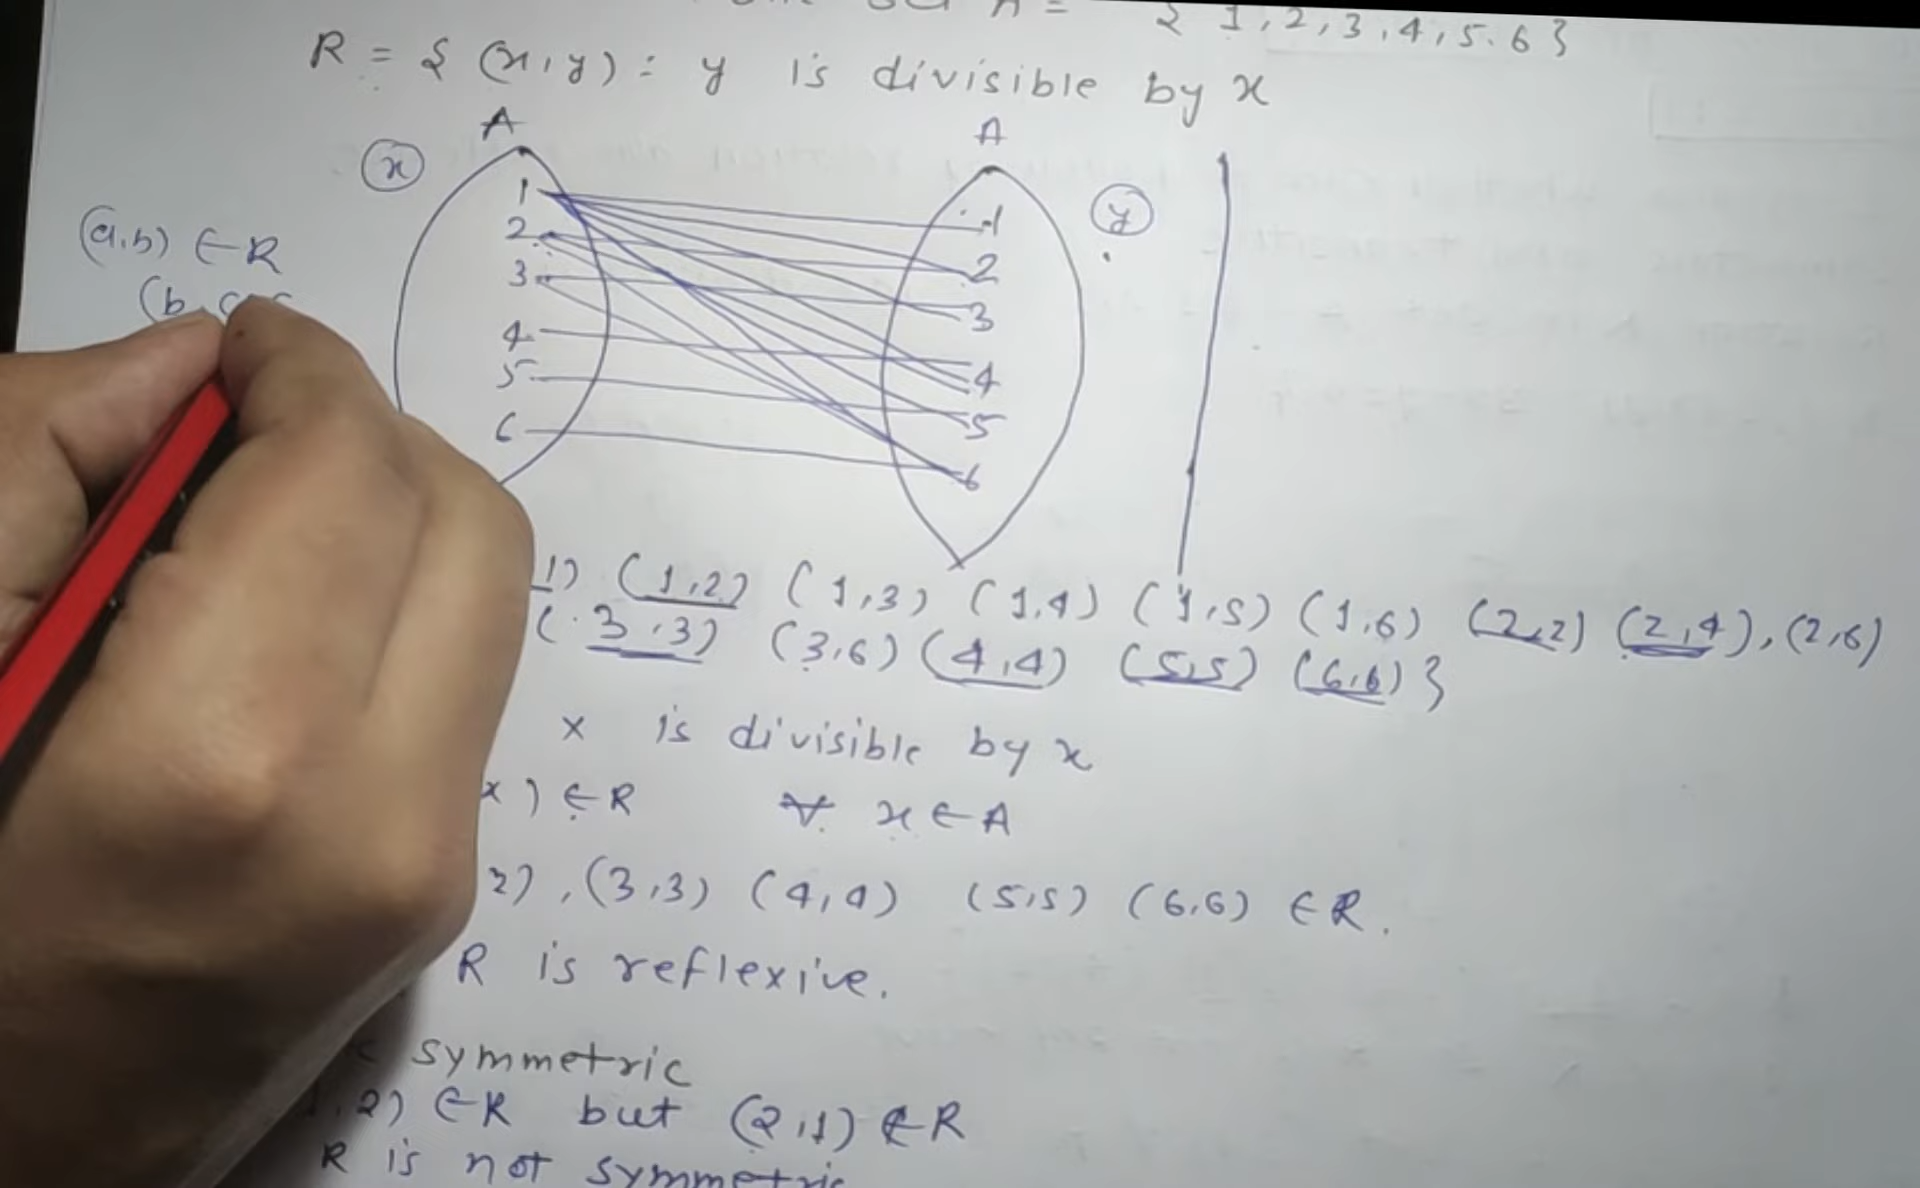 A = { 1, 2, 3, 4, 5. 6 }
R = { (x, y) : y is divisible by x
A
A
x
y
1
2
3
4
5
6
1
2
3
4
5
6
(a,b) ∈ R
(b,
1) (1,2) (1,3) (1,4) (1,5) (1,6) (2,2) (2,4), (2,6)
(3,3) (3,6) (4,4) (5,5) (6,6) }
x is divisible by x
x) ∈ R ∀ x ∈ A
2), (3,3) (4,4) (5,5) (6,6) ∈ R.
R is reflexive.
symmetric
,2) ∈ R but (2,1) ∉ R
R is not symmetric